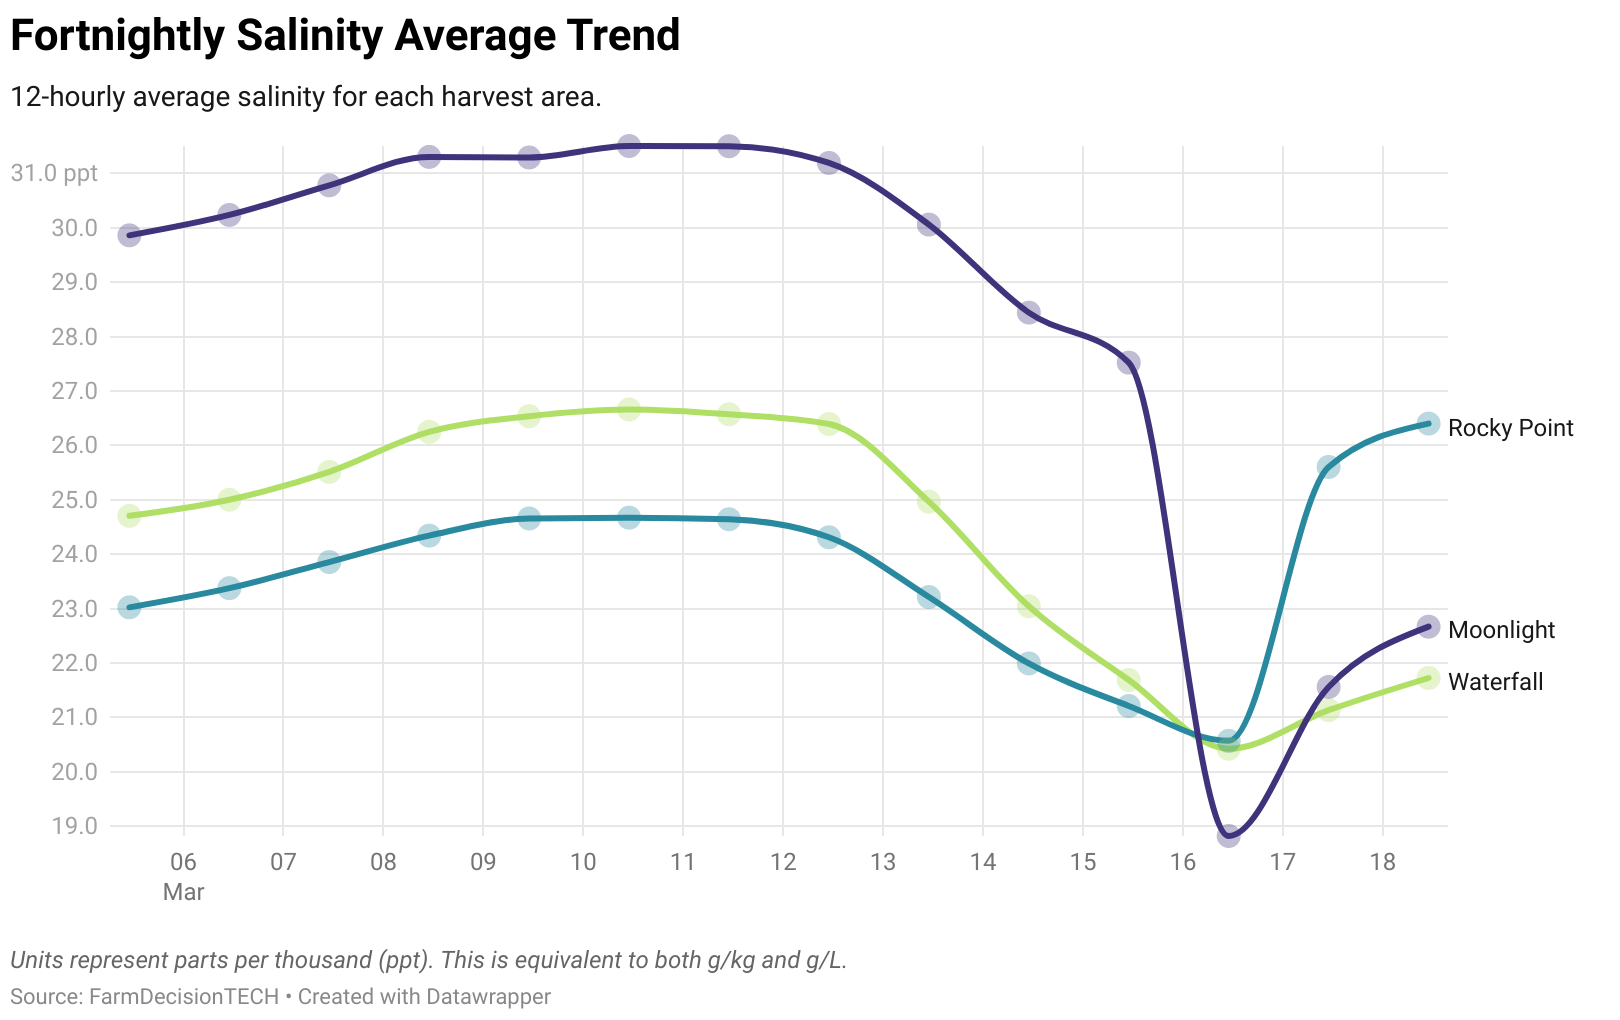 Fortnightly Salinity Average Trend
12-hourly average salinity for each harvest area.
31.0 ppt
30.0
29.0
28.0
27.0
26.0
25.0
24.0
23.0
22.0
21.0
20.0
19.0
Rocky Point
Moonlight
Waterfall
06 07 08 09 10 11 12 13 14 15 16 17 18
Mar
Units represent parts per thousand (ppt). This is equivalent to both g/kg and g/L.
Source: FarmDecisionTECH • Created with Datawrapper